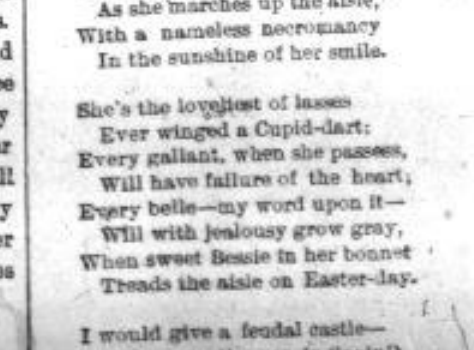 As she marches up the aisle,
With a nameless necromancy
In the sunshine of her smile.
She's the loveliest of lasses
Ever winged a Cupid-dart;
Every gallant, when she passes,
Will have failure of the heart;
Every belle—my word upon it—
Will with jealousy grow gray,
When sweet Bessie in her bonnet
Treads the aisle on Easter-day.
I would give a feudal castle—